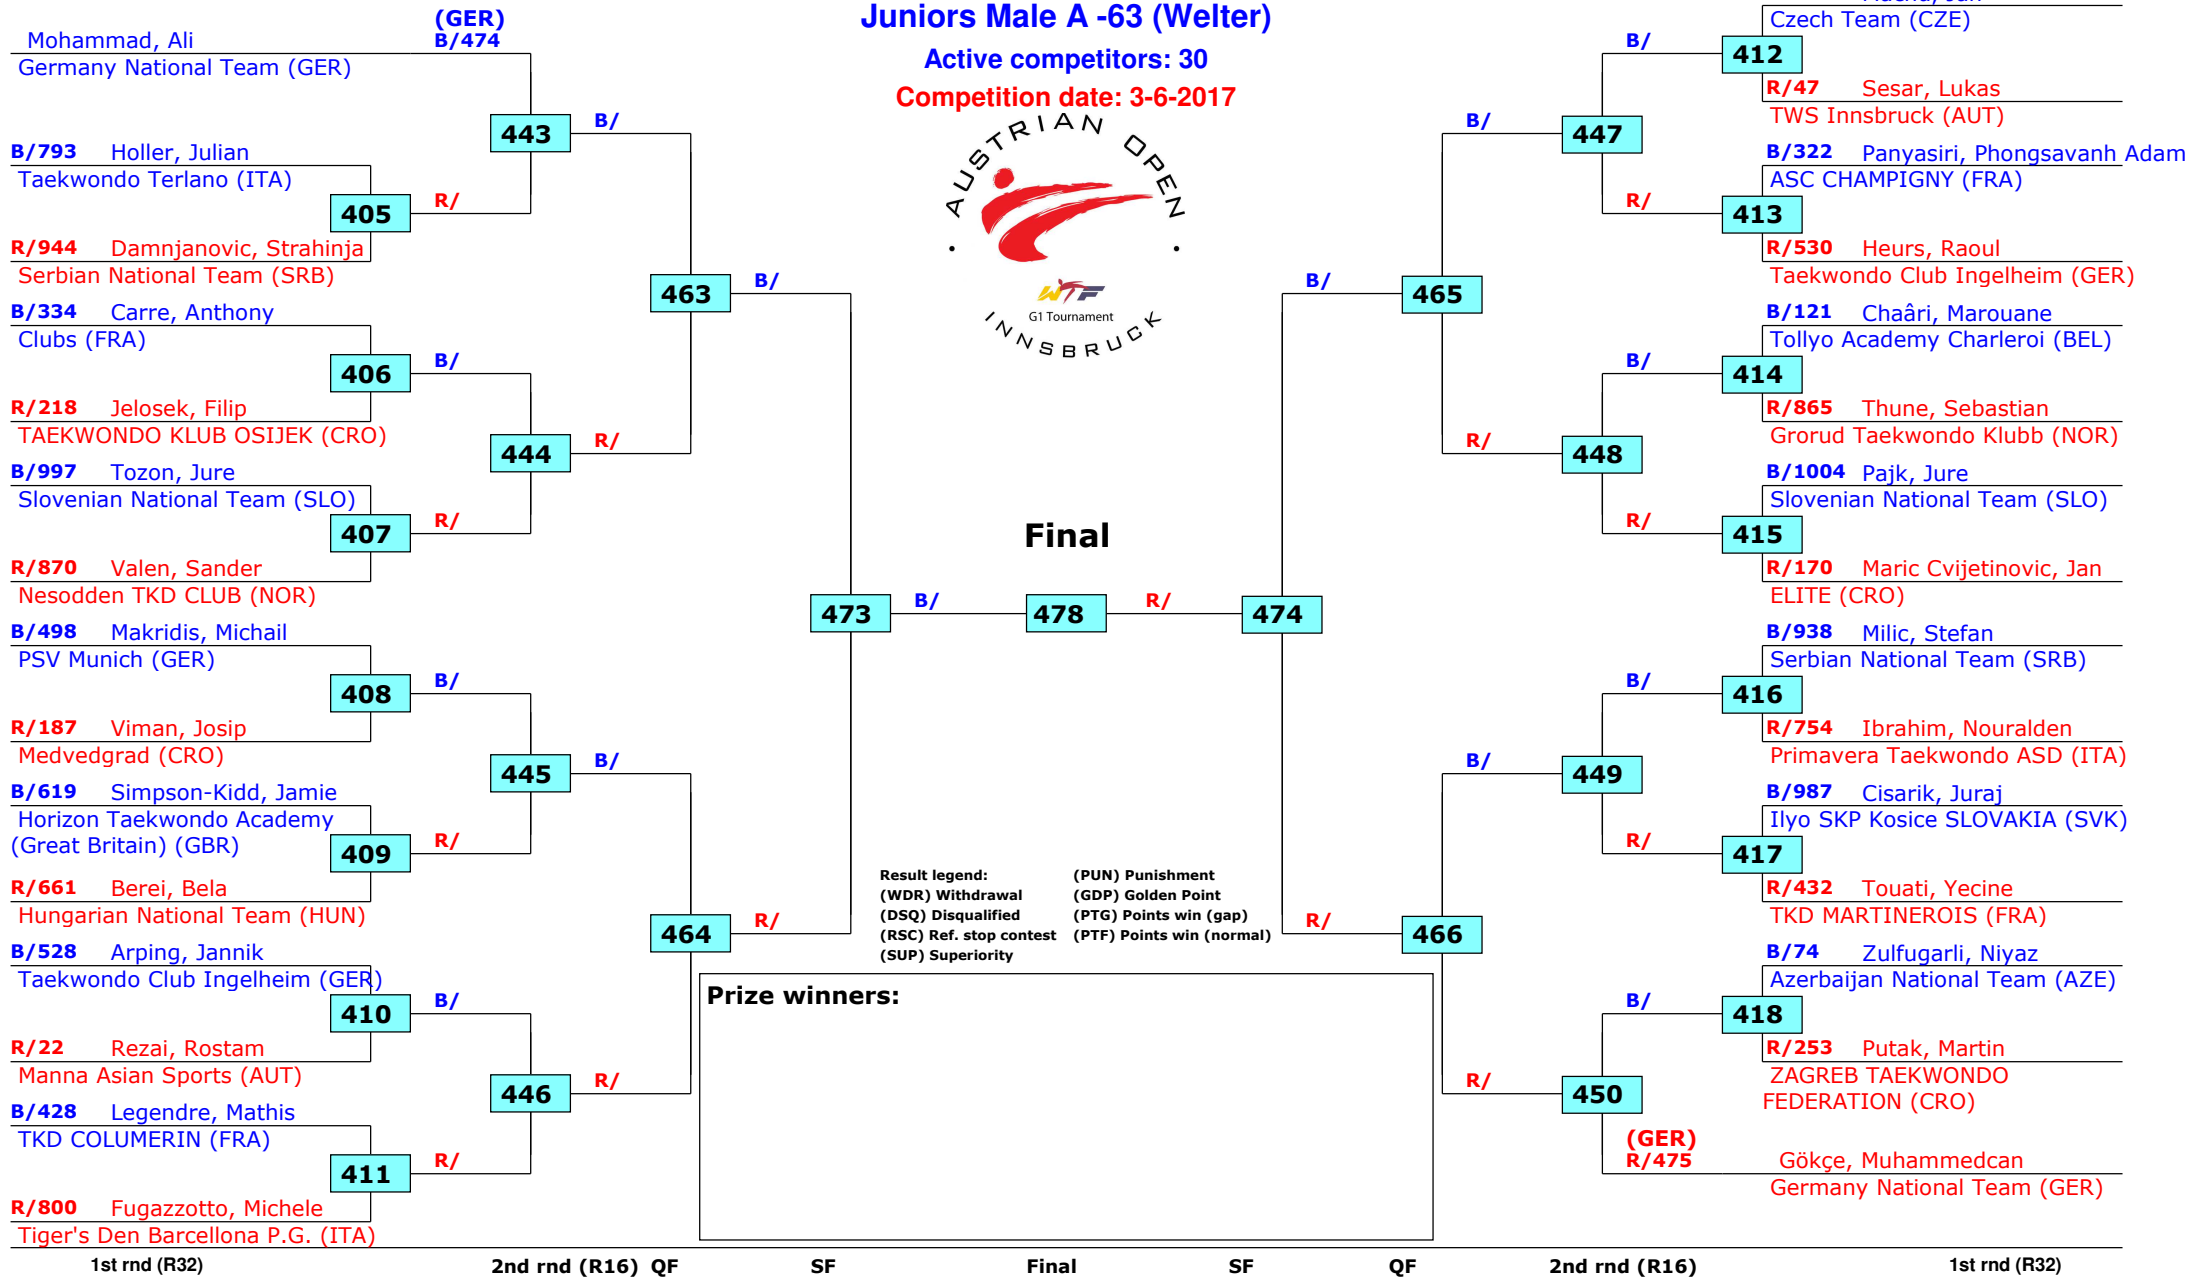 Juniors Male A -63 (Welter)
Active competitors: 30
Competition date: 3-6-2017
AUSTRIAN OPEN
WTF
G1 Tournament
INNSBRUCK
(GER)
Mohammad, Ali B/474
Germany National Team (GER)
443
B/
B/793 Holler, Julian
Taekwondo Terlano (ITA)
405
R/
R/944 Damnjanovic, Strahinja
Serbian National Team (SRB)
463
B/
B/334 Carre, Anthony
Clubs (FRA)
406
B/
R/218 Jelosek, Filip
TAEKWONDO KLUB OSIJEK (CRO)
444
R/
B/997 Tozon, Jure
Slovenian National Team (SLO)
407
R/
R/870 Valen, Sander
Nesodden TKD CLUB (NOR)
473
B/
B/498 Makridis, Michail
PSV Munich (GER)
408
B/
R/187 Viman, Josip
Medvedgrad (CRO)
445
B/
B/619 Simpson-Kidd, Jamie
Horizon Taekwondo Academy
(Great Britain) (GBR)
409
R/
R/661 Berei, Bela
Hungarian National Team (HUN)
464
R/
B/528 Arping, Jannik
Taekwondo Club Ingelheim (GER)
410
B/
R/22 Rezai, Rostam
Manna Asian Sports (AUT)
446
R/
B/428 Legendre, Mathis
TKD COLUMERIN (FRA)
411
R/
R/800 Fugazzotto, Michele
Tiger's Den Barcellona P.G. (ITA)
Final
478
R/
474
Czech Team (CZE)
B/
412
R/47 Sesar, Lukas
TWS Innsbruck (AUT)
B/
447
B/322 Panyasiri, Phongsavanh Adam
ASC CHAMPIGNY (FRA)
R/
413
R/530 Heurs, Raoul
Taekwondo Club Ingelheim (GER)
B/
465
B/121 Chaâri, Marouane
Tollyo Academy Charleroi (BEL)
B/
414
R/865 Thune, Sebastian
Grorud Taekwondo Klubb (NOR)
R/
448
B/1004 Pajk, Jure
Slovenian National Team (SLO)
R/
415
R/170 Maric Cvijetinovic, Jan
ELITE (CRO)
B/938 Milic, Stefan
Serbian National Team (SRB)
B/
416
R/754 Ibrahim, Nouralden
Primavera Taekwondo ASD (ITA)
B/
449
B/987 Cisarik, Juraj
Ilyo SKP Kosice SLOVAKIA (SVK)
R/
417
R/432 Touati, Yecine
TKD MARTINEROIS (FRA)
R/
466
B/74 Zulfugarli, Niyaz
Azerbaijan National Team (AZE)
B/
418
R/253 Putak, Martin
ZAGREB TAEKWONDO
FEDERATION (CRO)
R/
450
(GER)
R/475 Gökçe, Muhammedcan
Germany National Team (GER)
Result legend: (PUN) Punishment
(WDR) Withdrawal (GDP) Golden Point
(DSQ) Disqualified (PTG) Points win (gap)
(RSC) Ref. stop contest (PTF) Points win (normal)
(SUP) Superiority
Prize winners:
1st rnd (R32) 2nd rnd (R16) QF SF Final SF QF 2nd rnd (R16) 1st rnd (R32)